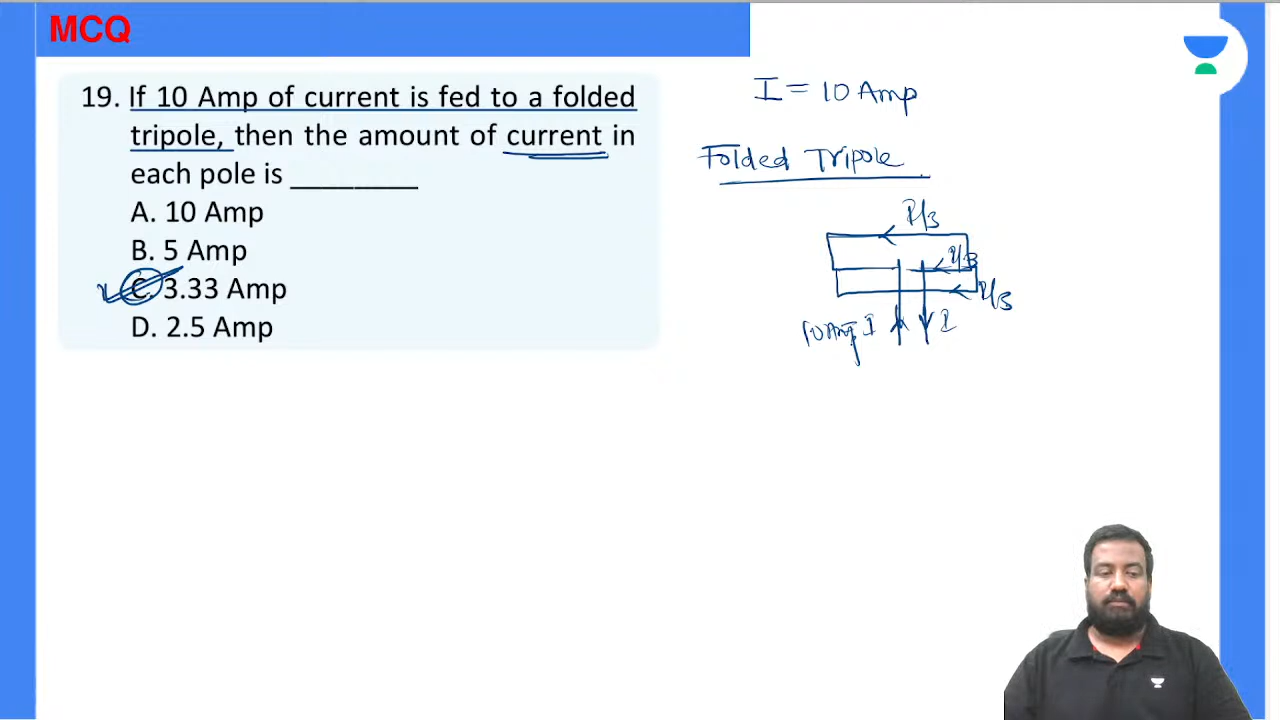 MCQ
19. If 10 Amp of current is fed to a folded
tripole, then the amount of current in
each pole is ________
A. 10 Amp
B. 5 Amp
C. 3.33 Amp
D. 2.5 Amp
I = 10 Amp
Folded Tripole
I/3
I/3
I/3
10 Amp I
I